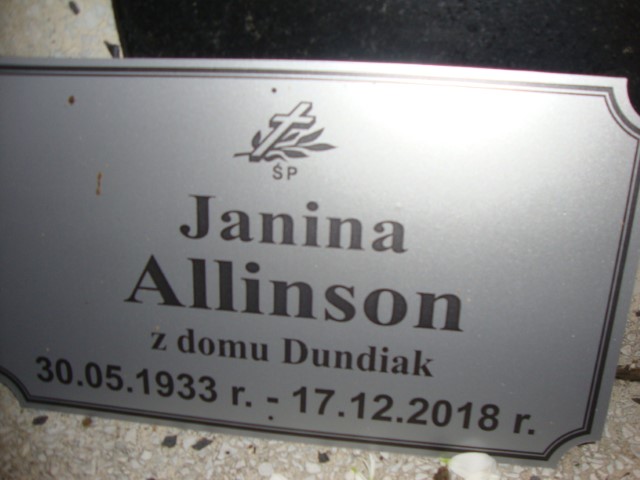 ŚP
Janina
Allinson
z domu Dundiak
30.05.1933 r. - 17.12.2018 r.